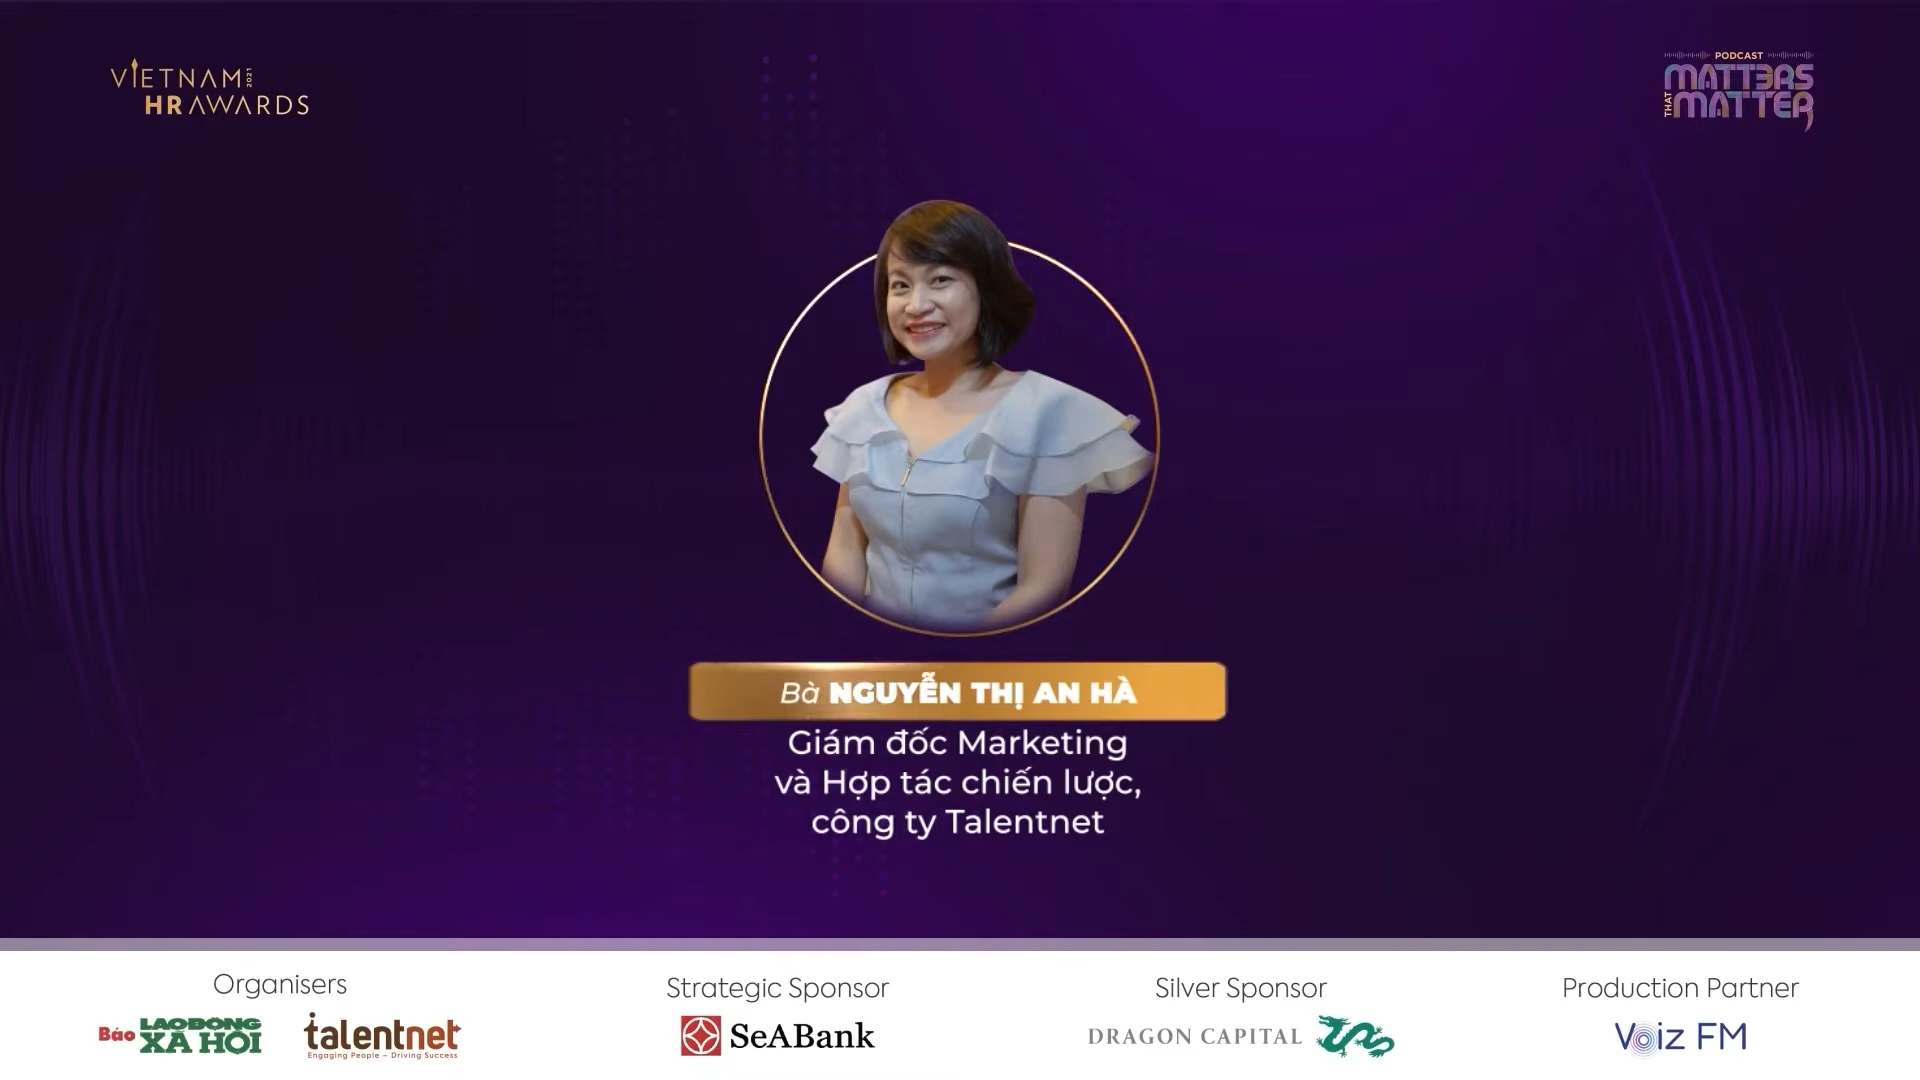 VIETNAM 2021
HR AWARDS
PODCAST
MATTERS
THAT MATTER
Bà NGUYỄN THỊ AN HÀ
Giám đốc Marketing
và Hợp tác chiến lược,
công ty Talentnet
Organisers
Báo LAO ĐỘNG XÃ HỘI
talentnet
Engaging People – Driving Success
Strategic Sponsor
SeABank
Silver Sponsor
DRAGON CAPITAL
Production Partner
Voiz FM